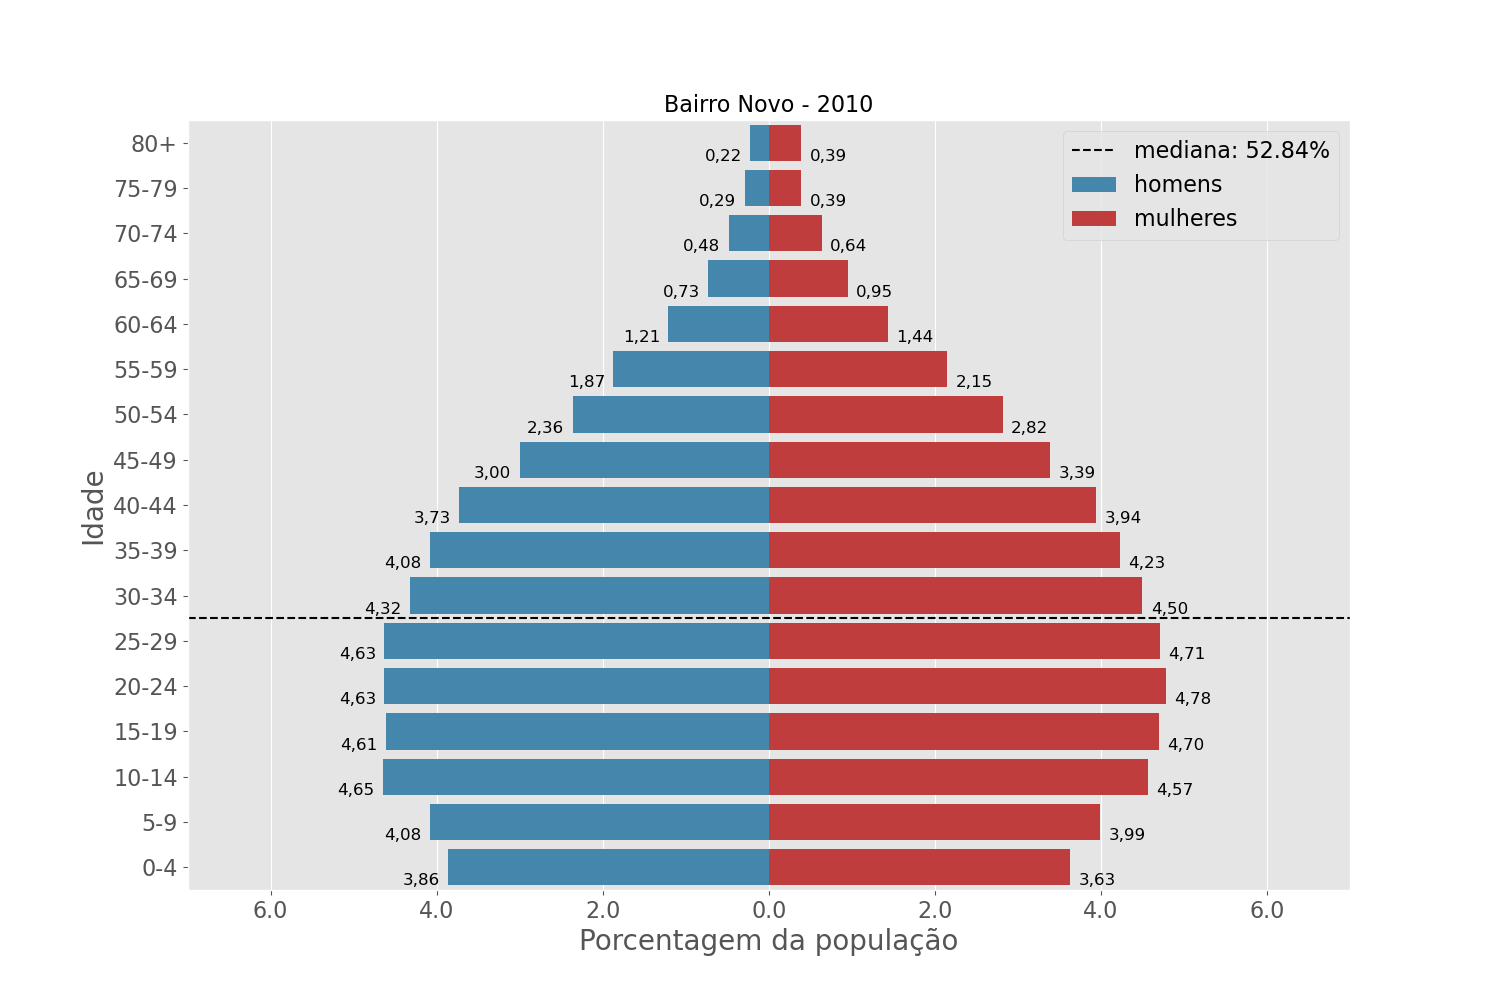 Bairro Novo - 2010
mediana: 52.84%
homens
mulheres
Idade
80+ 0,22 0,39
75-79 0,29 0,39
70-74 0,48 0,64
65-69 0,73 0,95
60-64 1,21 1,44
55-59 1,87 2,15
50-54 2,36 2,82
45-49 3,00 3,39
40-44 3,73 3,94
35-39 4,08 4,23
30-34 4,32 4,50
25-29 4,63 4,71
20-24 4,63 4,78
15-19 4,61 4,70
10-14 4,65 4,57
5-9 4,08 3,99
0-4 3,86 3,63
6.0 4.0 2.0 0.0 2.0 4.0 6.0
Porcentagem da população